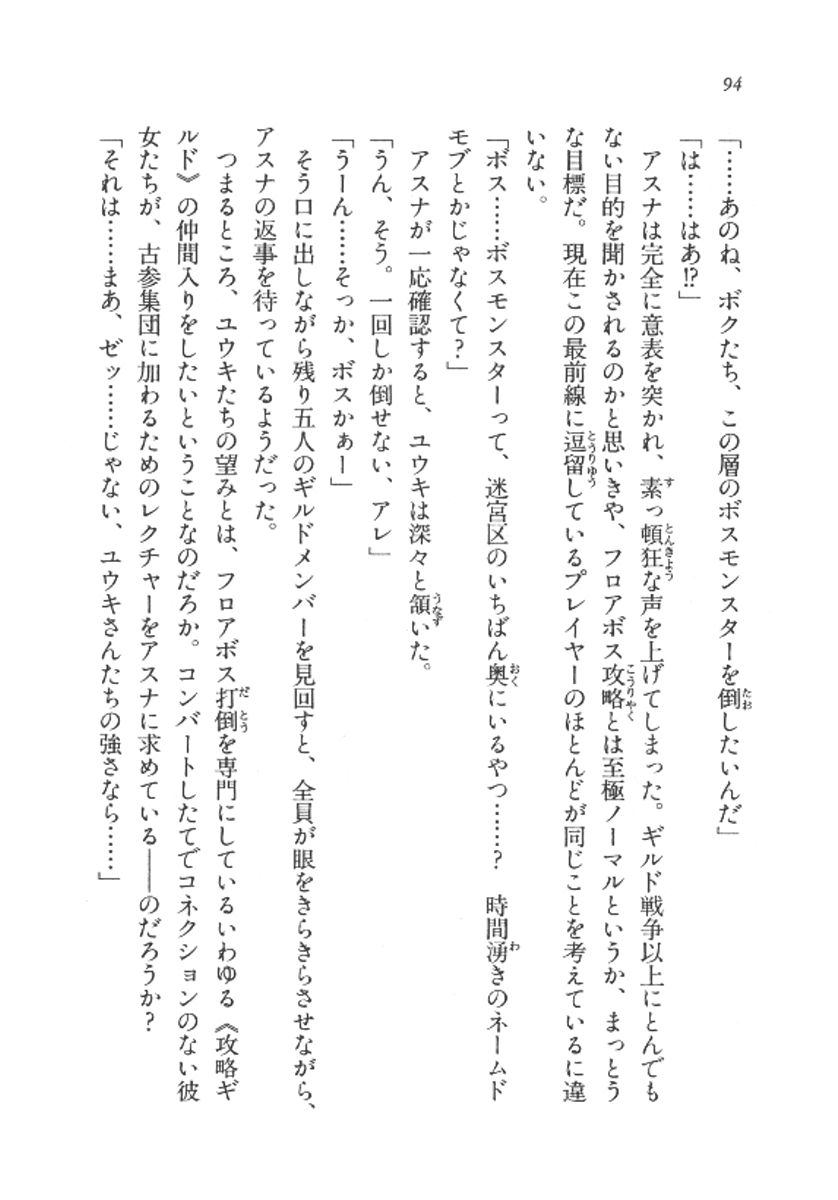 94
「……あのね、ボクたち、この層のボスモンスターを倒したいんだ」
「は……はあ!?」
　アスナは完全に意表を突かれ、素っ頓狂な声を上げてしまった。ギルド戦争以上にとんでも
ない目的を聞かされるのかと思いきや、フロアボス攻略とは至極ノーマルというか、まっとう
な目標だ。現在この最前線に逗留しているプレイヤーのほとんどが同じことを考えているに違
いない。
「ボス……ボスモンスターって、迷宮区のいちばん奥にいるやつ……？　時間湧きのネームド
モブとかじゃなくて？」
　アスナが一応確認すると、ユウキは深々と頷いた。
「うん、そう。一回しか倒せない、アレ」
「うーん……そっか、ボスかぁー」
　そう口に出しながら残り五人のギルドメンバーを見回すと、全員が眼をきらきらさせながら、
アスナの返事を待っているようだった。
　つまるところ、ユウキたちの望みとは、フロアボス打倒を専門にしているいわゆる《攻略ギ
ルド》の仲間入りをしたいということなのだろか。コンバートしたてでコネクションのない彼
女たちが、古参集団に加わるためのレクチャーをアスナに求めている――のだろうか？
「それは……まあ、ゼッ……じゃない、ユウキさんたちの強さなら……」